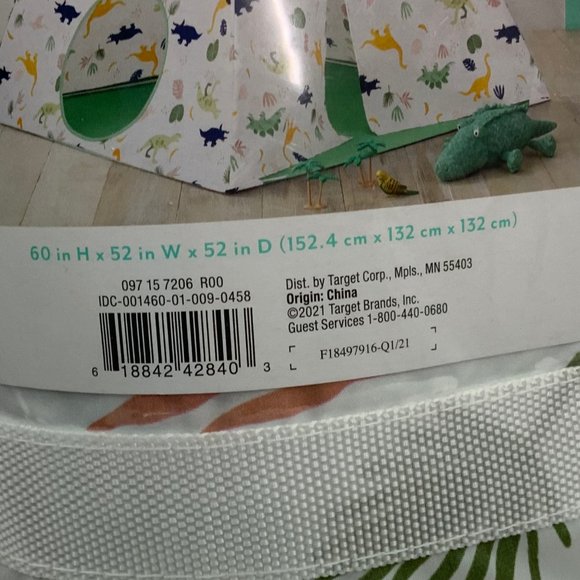 60 in H x 52 in W x 52 in D (152.4 cm x 132 cm x 132 cm)
097 15 7206 R00
IDC-001460-01-009-0458
6 18842 42840 3
Dist. by Target Corp., Mpls., MN 55403
Origin: China
©2021 Target Brands, Inc.
Guest Services 1-800-440-0680
F18497916-Q1/21